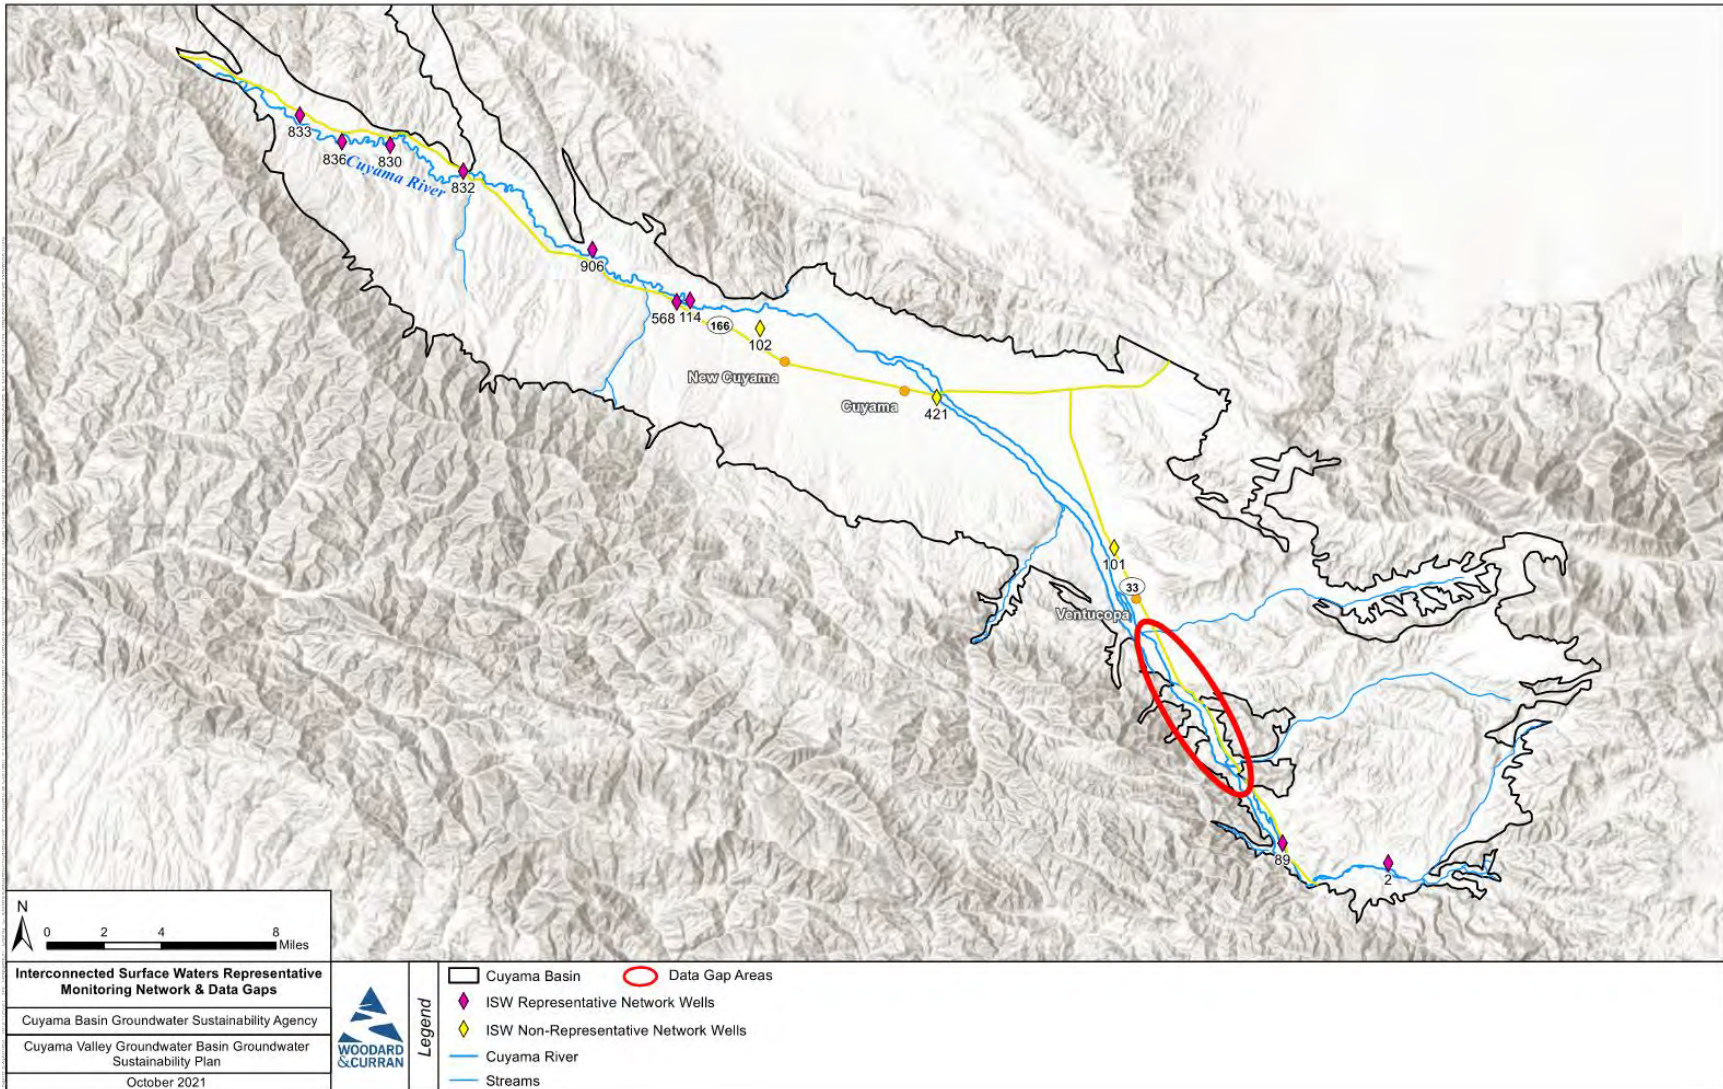 833
836
830
Cuyama River
832
906
568
114
166
102
New Cuyama
Cuyama
421
101
33
Ventucopa
89
2
N
0 2 4 8
Miles
Interconnected Surface Waters Representative
Monitoring Network & Data Gaps
Cuyama Basin Groundwater Sustainability Agency
Cuyama Valley Groundwater Basin Groundwater
Sustainability Plan
October 2021
WOODARD
&CURRAN
Legend
Cuyama Basin
Data Gap Areas
ISW Representative Network Wells
ISW Non-Representative Network Wells
Cuyama River
Streams